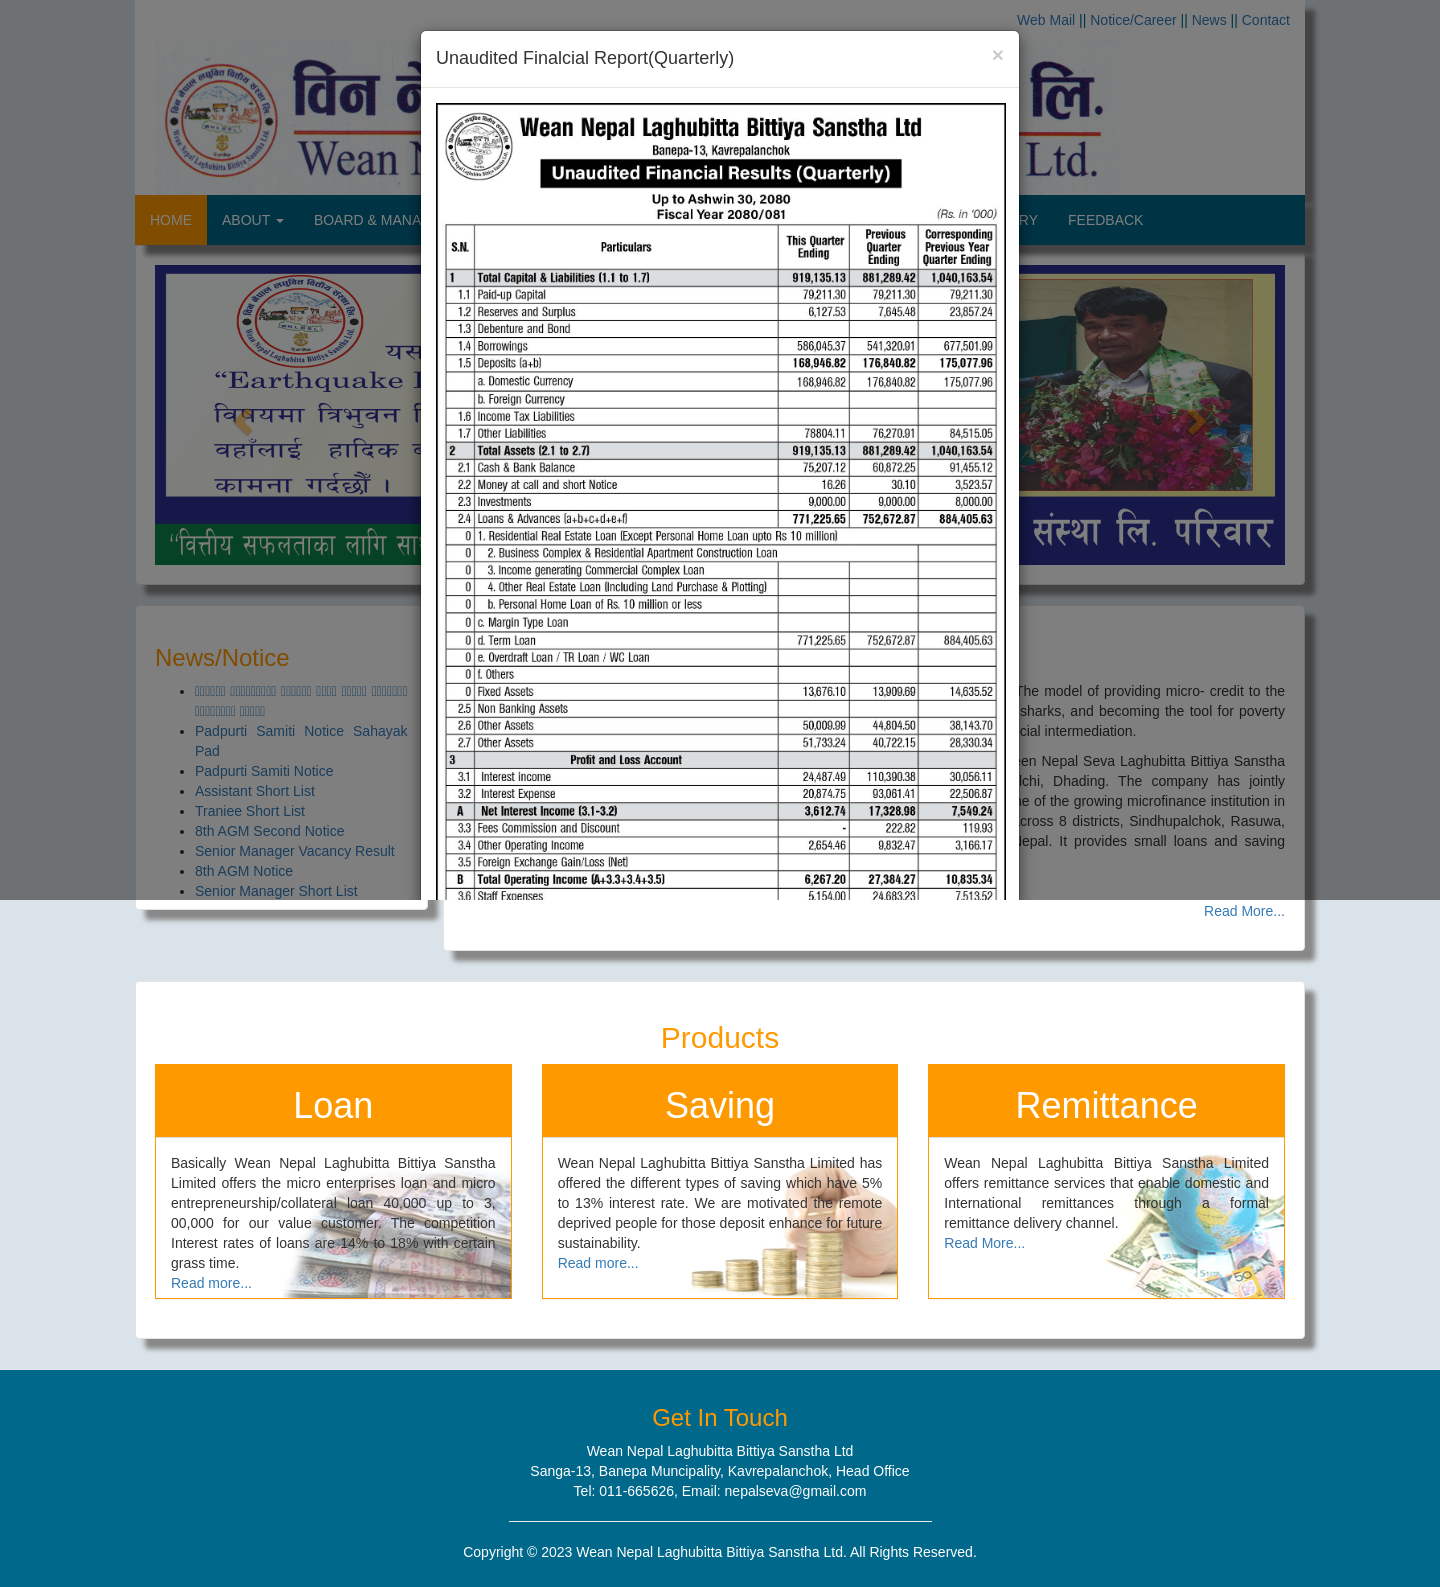 Web Mail || Notice/Career || News || Contact
Unaudited Finalcial Report(Quarterly)
×
विन
लि.
Wean
Ltd.
HOME ABOUT BOARD & MANA RY FEEDBACK
Wean Nepal Laghubitta Bittiya Sanstha Ltd
Banepa-13, Kavrepalanchok
Unaudited Financial Results (Quarterly)
Up to Ashwin 30, 2080
Fiscal Year 2080/081 (Rs. in '000)
S.N. Particulars This Quarter Ending Previous Quarter Ending Corresponding Previous Year Quarter Ending
1 Total Capital & Liabilities (1.1 to 1.7) 919,135.13 881,289.42 1,040,163.54
1.1 Paid-up Capital 79,211.30 79,211.30 79,211.30
1.2 Reserves and Surplus 6,127.53 7,645.48 23,857.24
1.3 Debenture and Bond
1.4 Borrowings 586,045.37 541,320.91 677,501.99
1.5 Deposits (a+b) 168,946.82 176,840.82 175,077.96
a. Domestic Currency 168,946.82 176,840.82 175,077.96
b. Foreign Currency
1.6 Income Tax Liabilities
1.7 Other Liabilities 78804.11 76,270.91 84,515.05
2 Total Assets (2.1 to 2.7) 919,135.13 881,289.42 1,040,163.54
2.1 Cash & Bank Balance 75,207.12 60,872.25 91,455.12
2.2 Money at call and short Notice 16.26 30.10 3,523.57
2.3 Investments 9,000.00 9,000.00 8,000.00
2.4 Loans & Advances (a+b+c+d+e+f) 771,225.65 752,672.87 884,405.63
0 1. Residential Real Estate Loan (Except Personal Home Loan upto Rs 10 million)
0 2. Business Complex & Residential Apartment Construction Loan
0 3. Income generating Commercial Complex Loan
0 4. Other Real Estate Loan (Including Land Purchase & Plotting)
0 b. Personal Home Loan of Rs. 10 million or less
0 c. Margin Type Loan
0 d. Term Loan 771,225.65 752,672.87 884,405.63
0 e. Overdraft Loan / TR Loan / WC Loan
0 f. Others
0 Fixed Assets 13,676.10 13,909.69 14,635.52
2.5 Non Banking Assets
2.6 Other Assets 50,009.99 44,804.50 38,143.70
2.7 Other Assets 51,733.24 40,722.15 28,330.34
3 Profit and Loss Account
3.1 Interest income 24,487.49 110,390.38 30,056.11
3.2 Interest Expense 20,874.75 93,061.41 22,506.87
A Net Interest Income (3.1-3.2) 3,612.74 17,328.98 7,549.24
3.3 Fees Commission and Discount - 222.82 119.93
3.4 Other Operating Income 2,654.46 9,832.47 3,166.17
3.5 Foreign Exchange Gain/Loss (Net)
B Total Operating Income (A+3.3+3.4+3.5) 6,267.20 27,384.27 10,835.34
3.6 Staff Expenses 5,154.00 24,683.23 7,513.52
“Earthquake
विषयमा त्रिभुवन
वहाँलाई हार्दिक
कामना गर्दछौँ ।
“वित्तीय सफलताका लागि
संस्था लि. परिवार
News/Notice
Padpurti Samiti Notice Sahayak
Pad
Padpurti Samiti Notice
Assistant Short List
Traniee Short List
8th AGM Second Notice
Senior Manager Vacancy Result
8th AGM Notice
Senior Manager Short List
The model of providing micro- credit to the
sharks, and becoming the tool for poverty
cial intermediation.
een Nepal Seva Laghubitta Bittiya Sanstha
lchi, Dhading. The company has jointly
ne of the growing microfinance institution in
across 8 districts, Sindhupalchok, Rasuwa,
Nepal. It provides small loans and saving
Read More...
Products
Loan
Basically Wean Nepal Laghubitta Bittiya Sanstha
Limited offers the micro enterprises loan and micro
entrepreneurship/collateral loan 40,000 up to 3,
00,000 for our value customer. The competition
Interest rates of loans are 14% to 18% with certain
grass time.
Read more...
Saving
Wean Nepal Laghubitta Bittiya Sanstha Limited has
offered the different types of saving which have 5%
to 13% interest rate. We are motivated the remote
deprived people for those deposit enhance for future
sustainability.
Read more...
Remittance
Wean Nepal Laghubitta Bittiya Sanstha Limited
offers remittance services that enable domestic and
International remittances through a formal
remittance delivery channel.
Read More...
Get In Touch
Wean Nepal Laghubitta Bittiya Sanstha Ltd
Sanga-13, Banepa Muncipality, Kavrepalanchok, Head Office
Tel: 011-665626, Email: nepalseva@gmail.com
Copyright © 2023 Wean Nepal Laghubitta Bittiya Sanstha Ltd. All Rights Reserved.